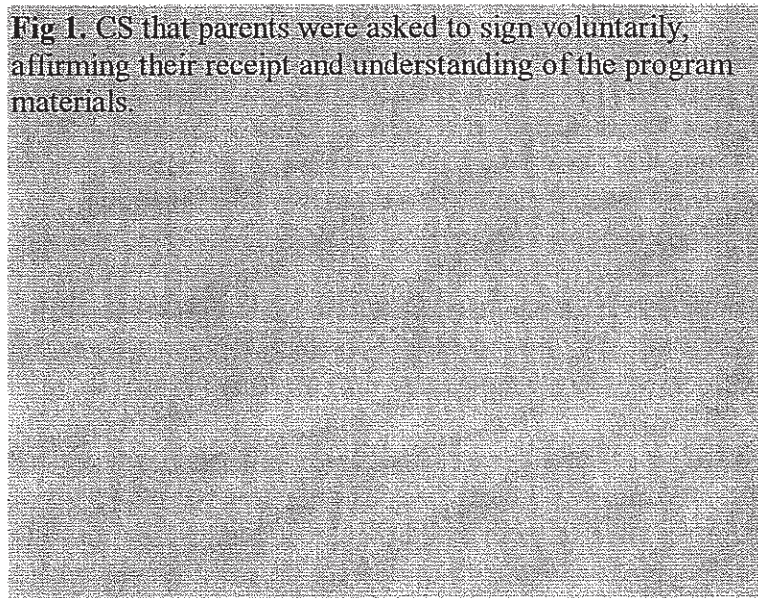 Fig 1. CS that parents were asked to sign voluntarily,
affirming their receipt and understanding of the program
materials.